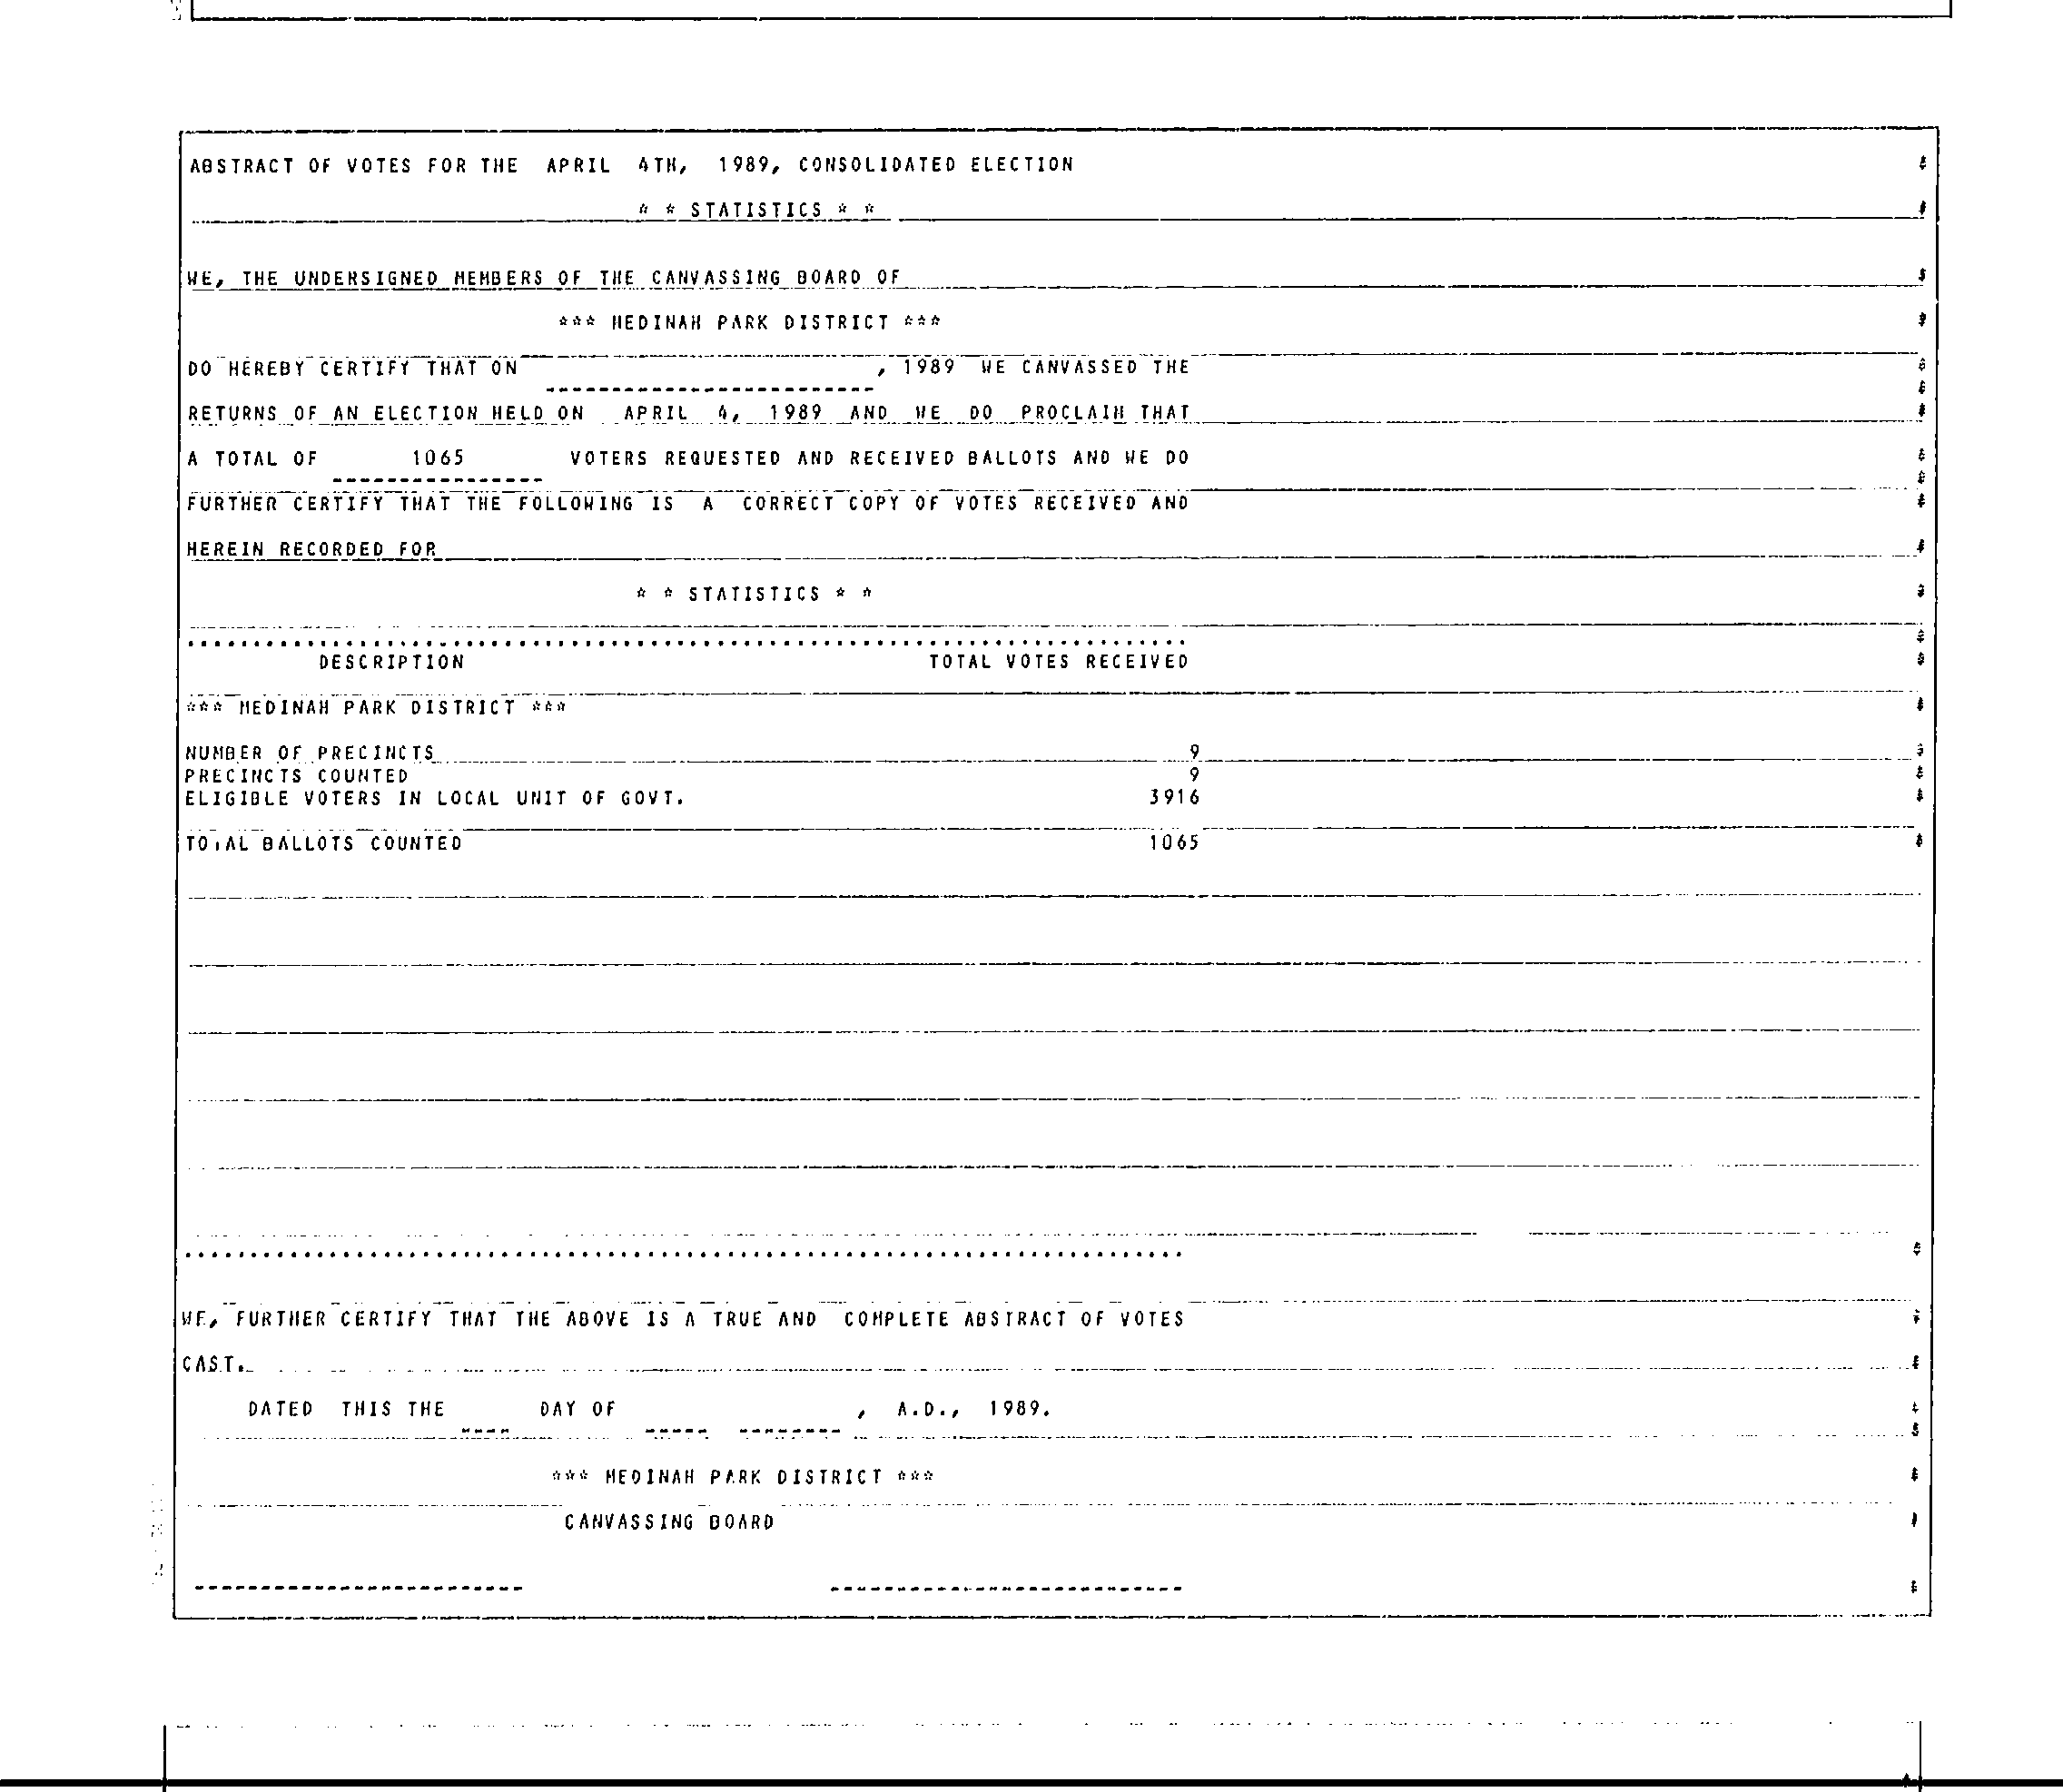 ABSTRACT OF VOTES FOR THE APRIL 4TH, 1989, CONSOLIDATED ELECTION
* * STATISTICS * *
WE, THE UNDERSIGNED MEMBERS OF THE CANVASSING BOARD OF
*** MEDINAH PARK DISTRICT ***
DO HEREBY CERTIFY THAT ON , 1989 WE CANVASSED THE
RETURNS OF AN ELECTION HELD ON APRIL 4, 1989 AND WE DO PROCLAIM THAT
A TOTAL OF 1065 VOTERS REQUESTED AND RECEIVED BALLOTS AND WE DO
FURTHER CERTIFY THAT THE FOLLOWING IS A CORRECT COPY OF VOTES RECEIVED AND
HEREIN RECORDED FOR
* * STATISTICS * *
DESCRIPTION TOTAL VOTES RECEIVED
*** MEDINAH PARK DISTRICT ***
NUMBER OF PRECINCTS 9
PRECINCTS COUNTED 9
ELIGIBLE VOTERS IN LOCAL UNIT OF GOVT. 3916
TOTAL BALLOTS COUNTED 1065
WE, FURTHER CERTIFY THAT THE ABOVE IS A TRUE AND COMPLETE ABSTRACT OF VOTES
CAST.
DATED THIS THE DAY OF , A.D., 1989.
*** MEDINAH PARK DISTRICT ***
CANVASSING BOARD